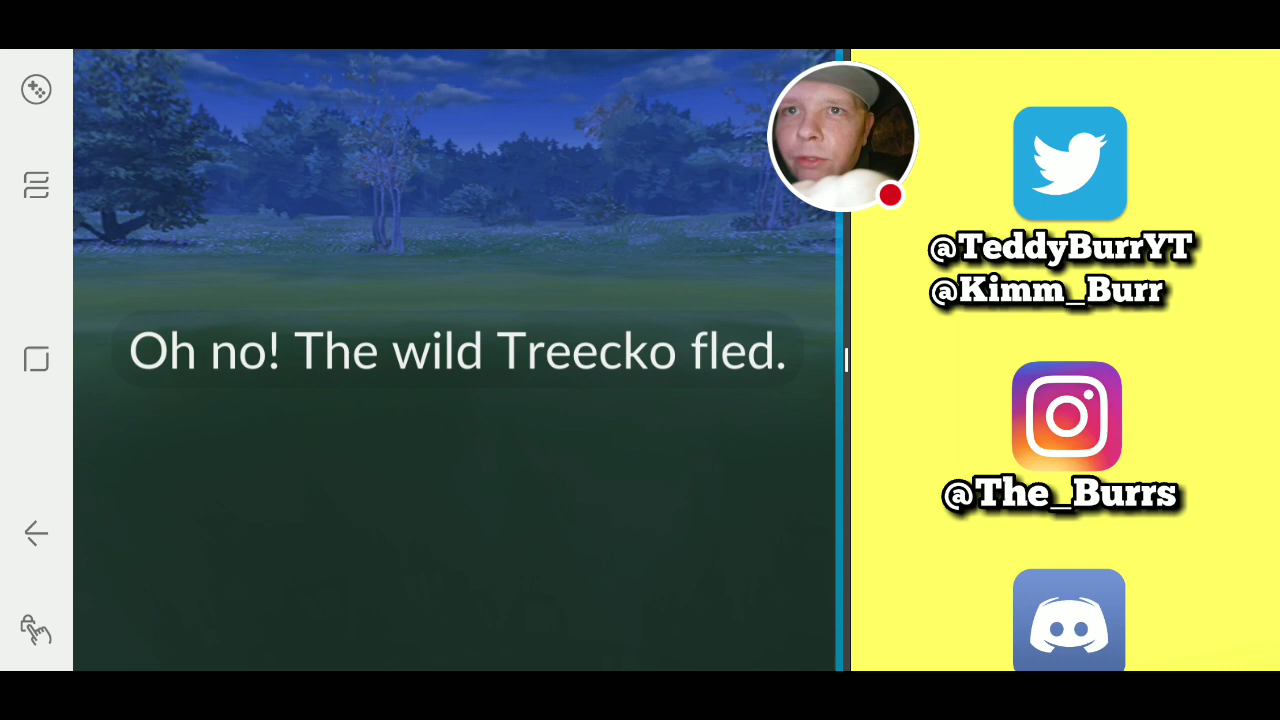 Oh no! The wild Treecko fled.
@TeddyBurrYT
@Kimm_Burr
@The_Burrs